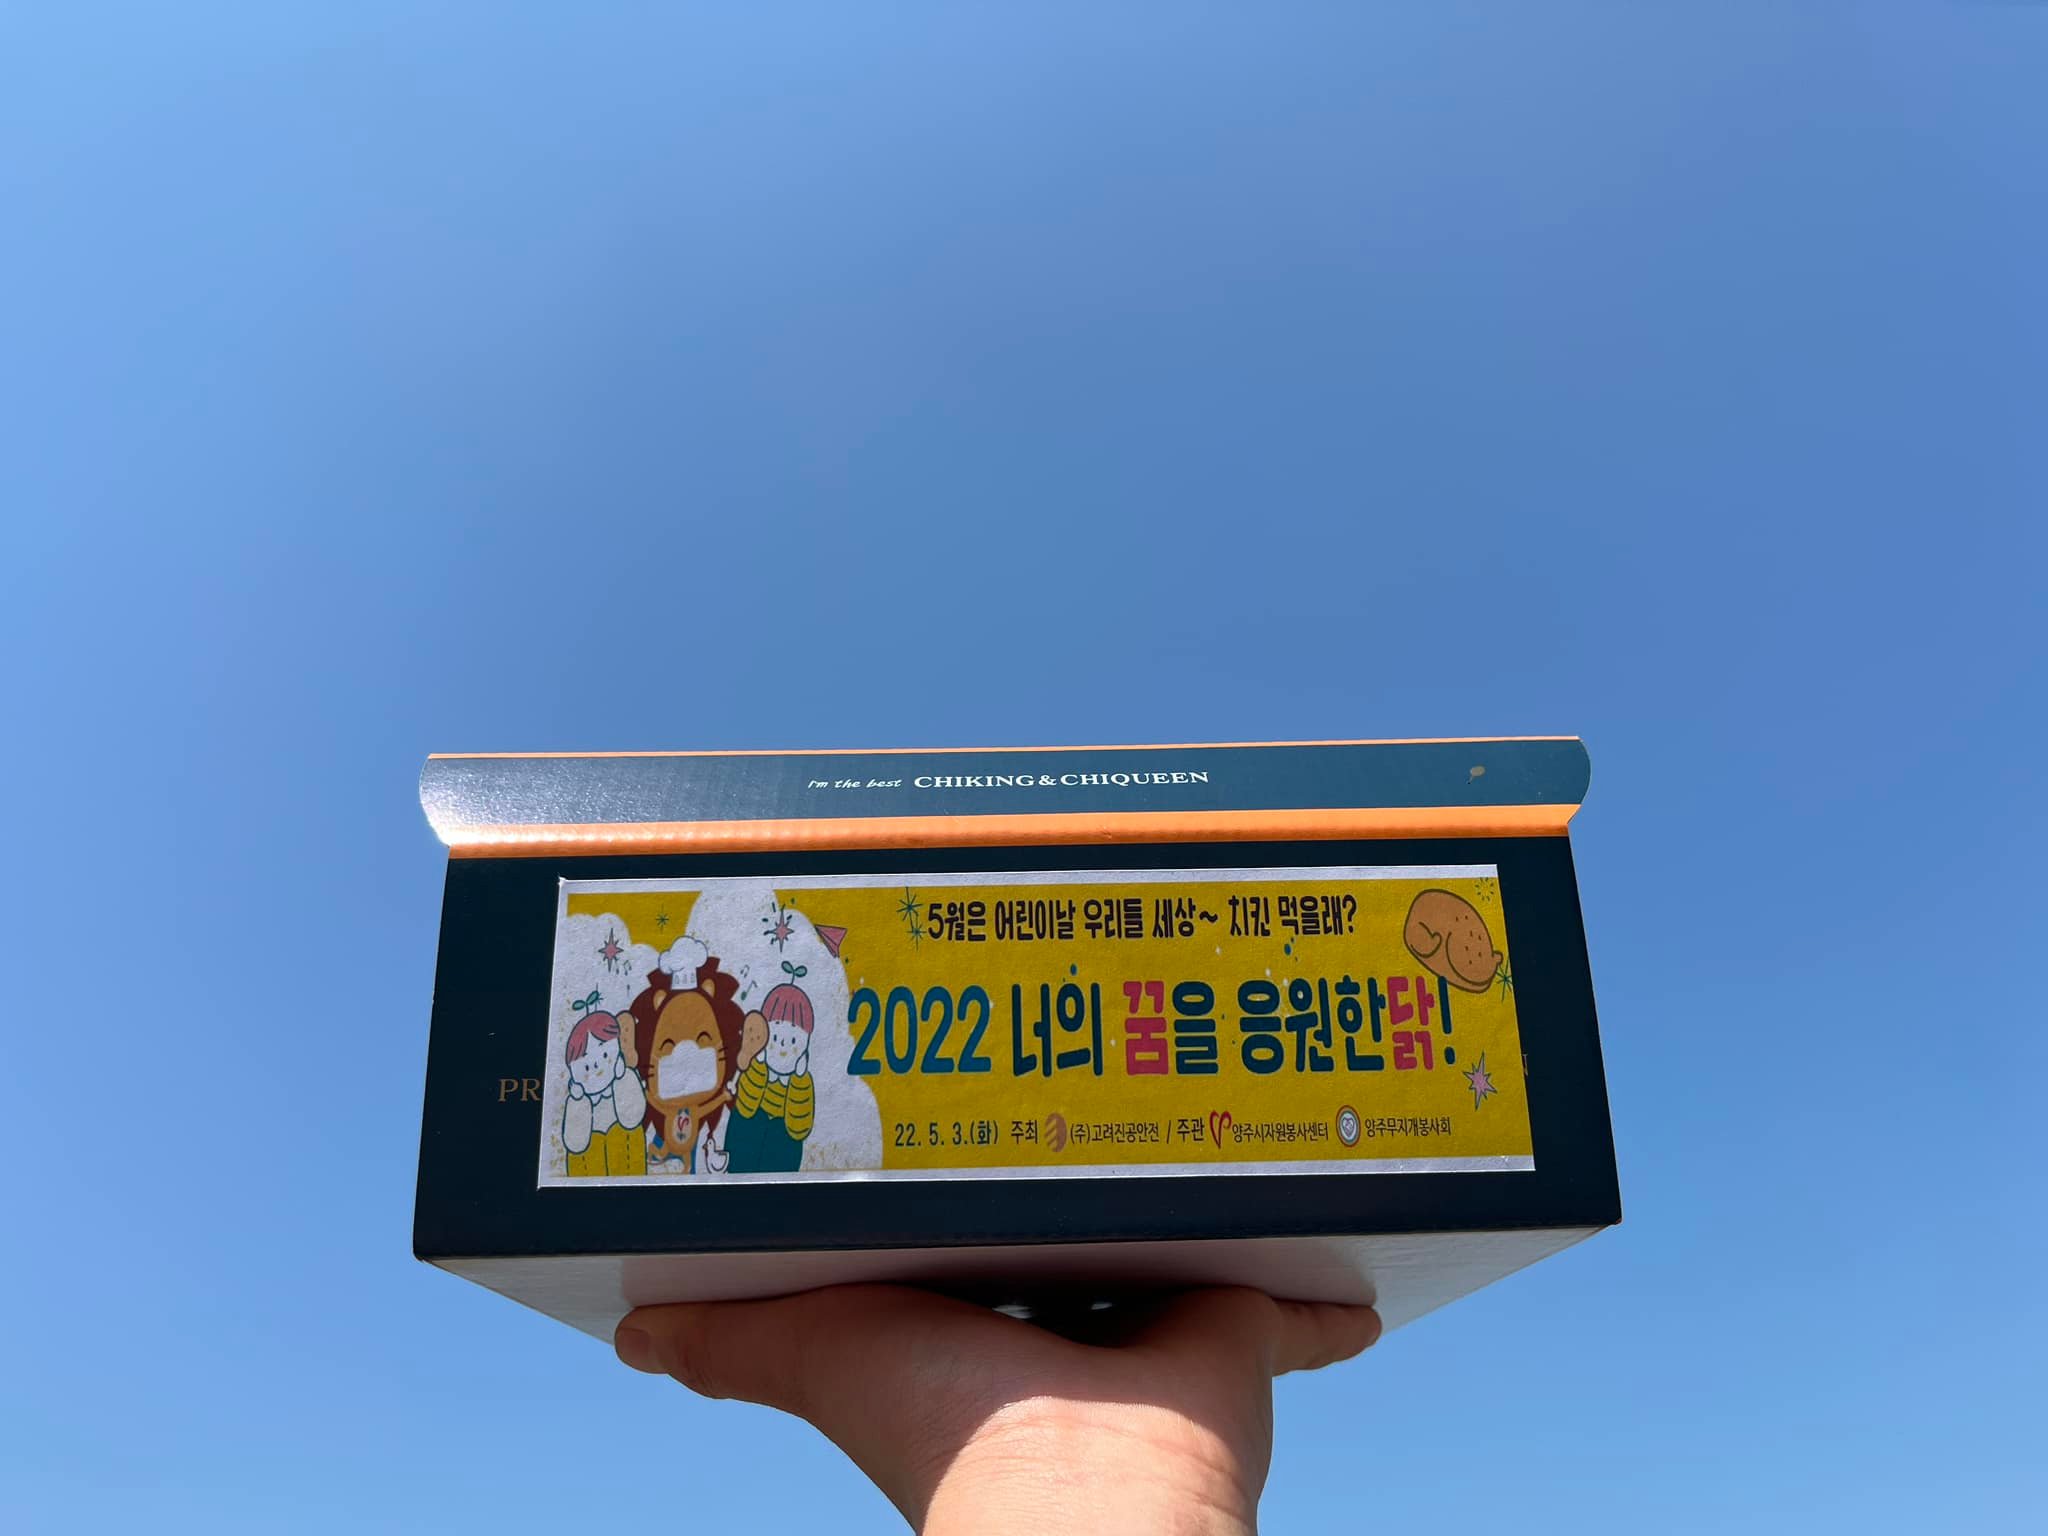 I'm the best CHIKING&CHIQUEEN
5월은 어린이날 우리들 세상~ 치킨 먹을래?
2022 너의 꿈을 응원한닭!
22. 5. 3.(화) 주최 (주)고려진공안전 / 주관 양주시자원봉사센터 양주무지개봉사회